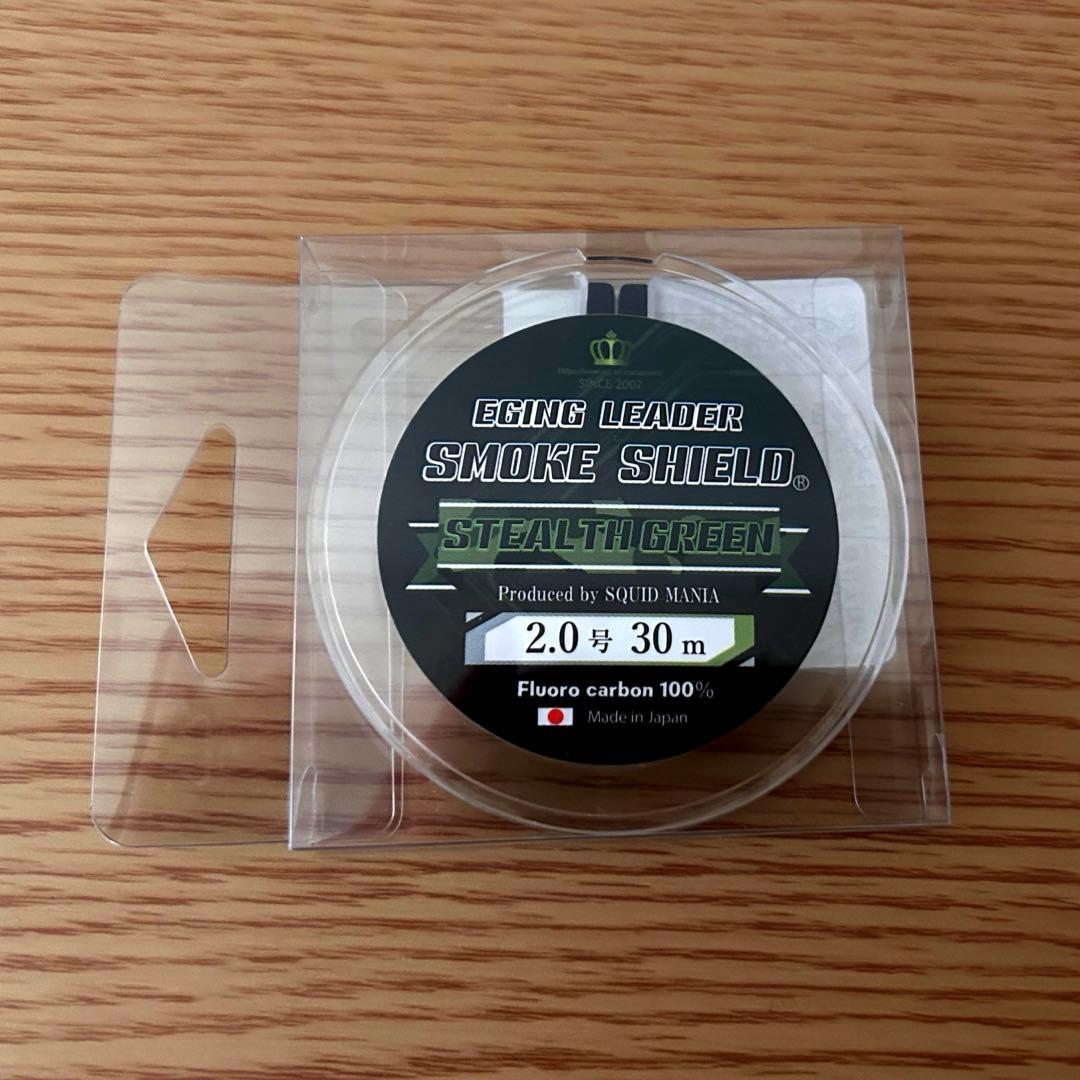 SINCE 2007
EGING LEADER
SMOKE SHIELD®
STEALTH GREEN
Produced by SQUID MANIA
2.0号 30m
Fluoro carbon 100%
Made in Japan